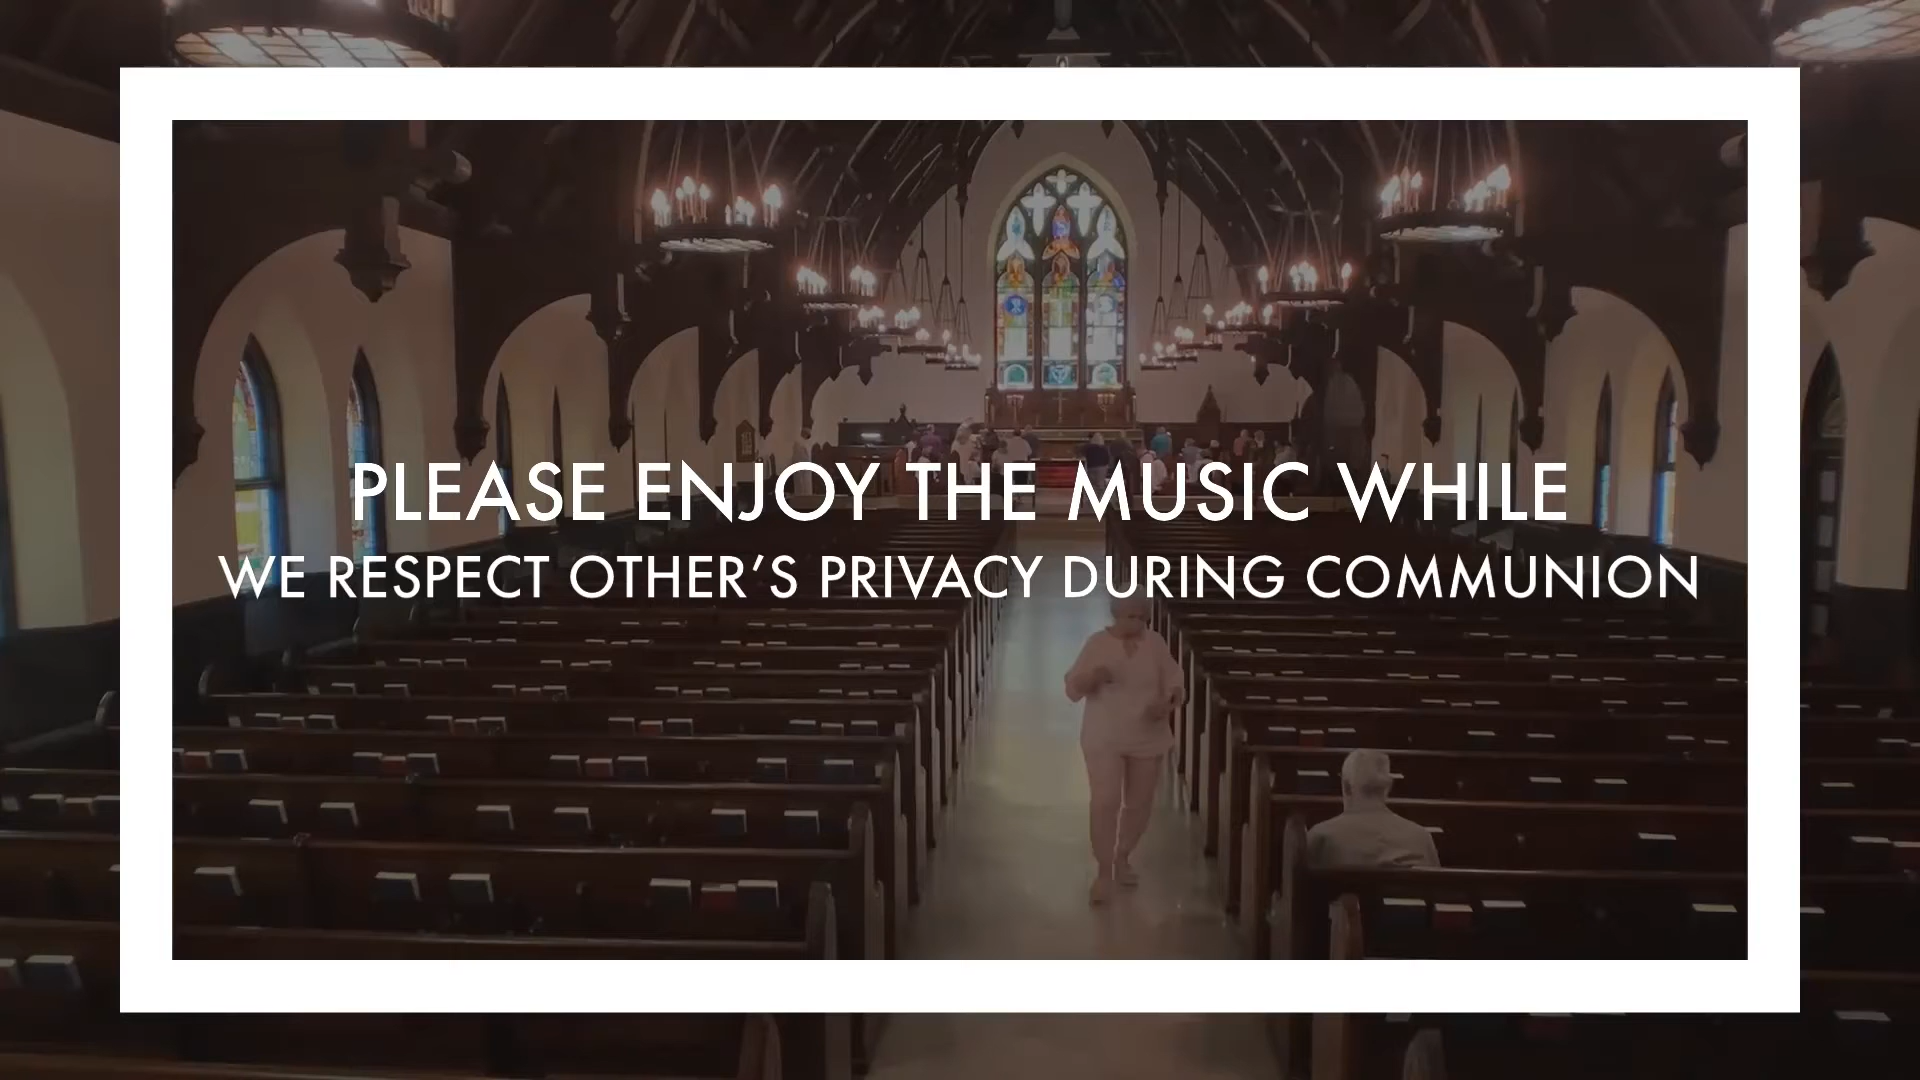 PLEASE ENJOY THE MUSIC WHILE
WE RESPECT OTHER’S PRIVACY DURING COMMUNION